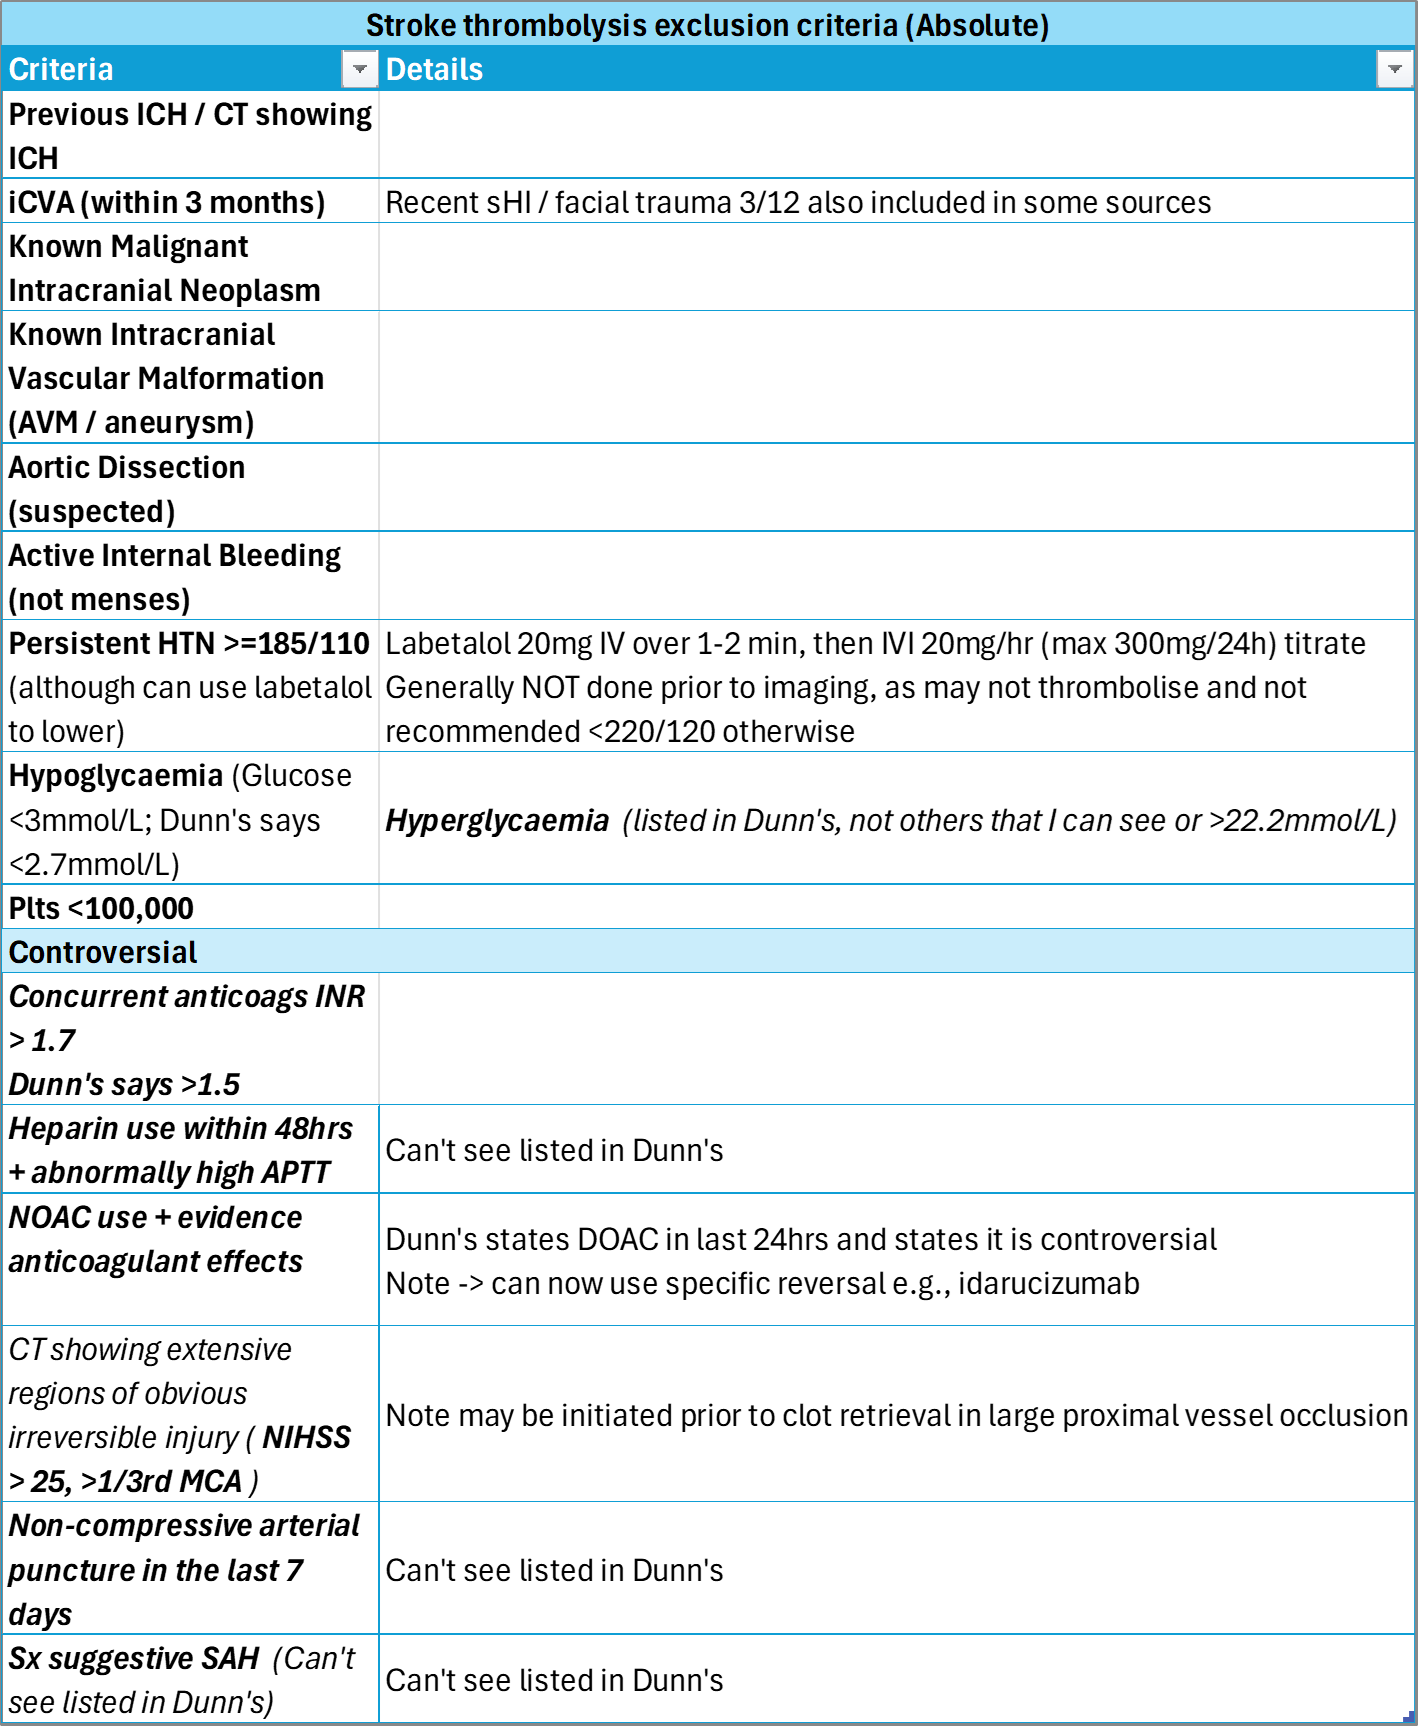 Stroke thrombolysis exclusion criteria (Absolute)
Criteria
Details
Previous ICH / CT showing
ICH
iCVA (within 3 months)
Recent sHI / facial trauma 3/12 also included in some sources
Known Malignant
Intracranial Neoplasm
Known Intracranial
Vascular Malformation
(AVM / aneurysm)
Aortic Dissection
(suspected)
Active Internal Bleeding
(not menses)
Persistent HTN >=185/110
(although can use labetalol
to lower)
Labetalol 20mg IV over 1-2 min, then IVI 20mg/hr (max 300mg/24h) titrate
Generally NOT done prior to imaging, as may not thrombolise and not
recommended <220/120 otherwise
Hypoglycaemia (Glucose
<3mmol/L; Dunn's says
<2.7mmol/L)
Hyperglycaemia (listed in Dunn's, not others that I can see or >22.2mmol/L)
Plts <100,000
Controversial
Concurrent anticoags INR
> 1.7
Dunn's says >1.5
Heparin use within 48hrs
+ abnormally high APTT
Can't see listed in Dunn's
NOAC use + evidence
anticoagulant effects
Dunn's states DOAC in last 24hrs and states it is controversial
Note -> can now use specific reversal e.g., idarucizumab
CT showing extensive
regions of obvious
irreversible injury ( NIHSS
> 25, >1/3rd MCA )
Note may be initiated prior to clot retrieval in large proximal vessel occlusion
Non-compressive arterial
puncture in the last 7
days
Can't see listed in Dunn's
Sx suggestive SAH (Can't
see listed in Dunn's)
Can't see listed in Dunn's